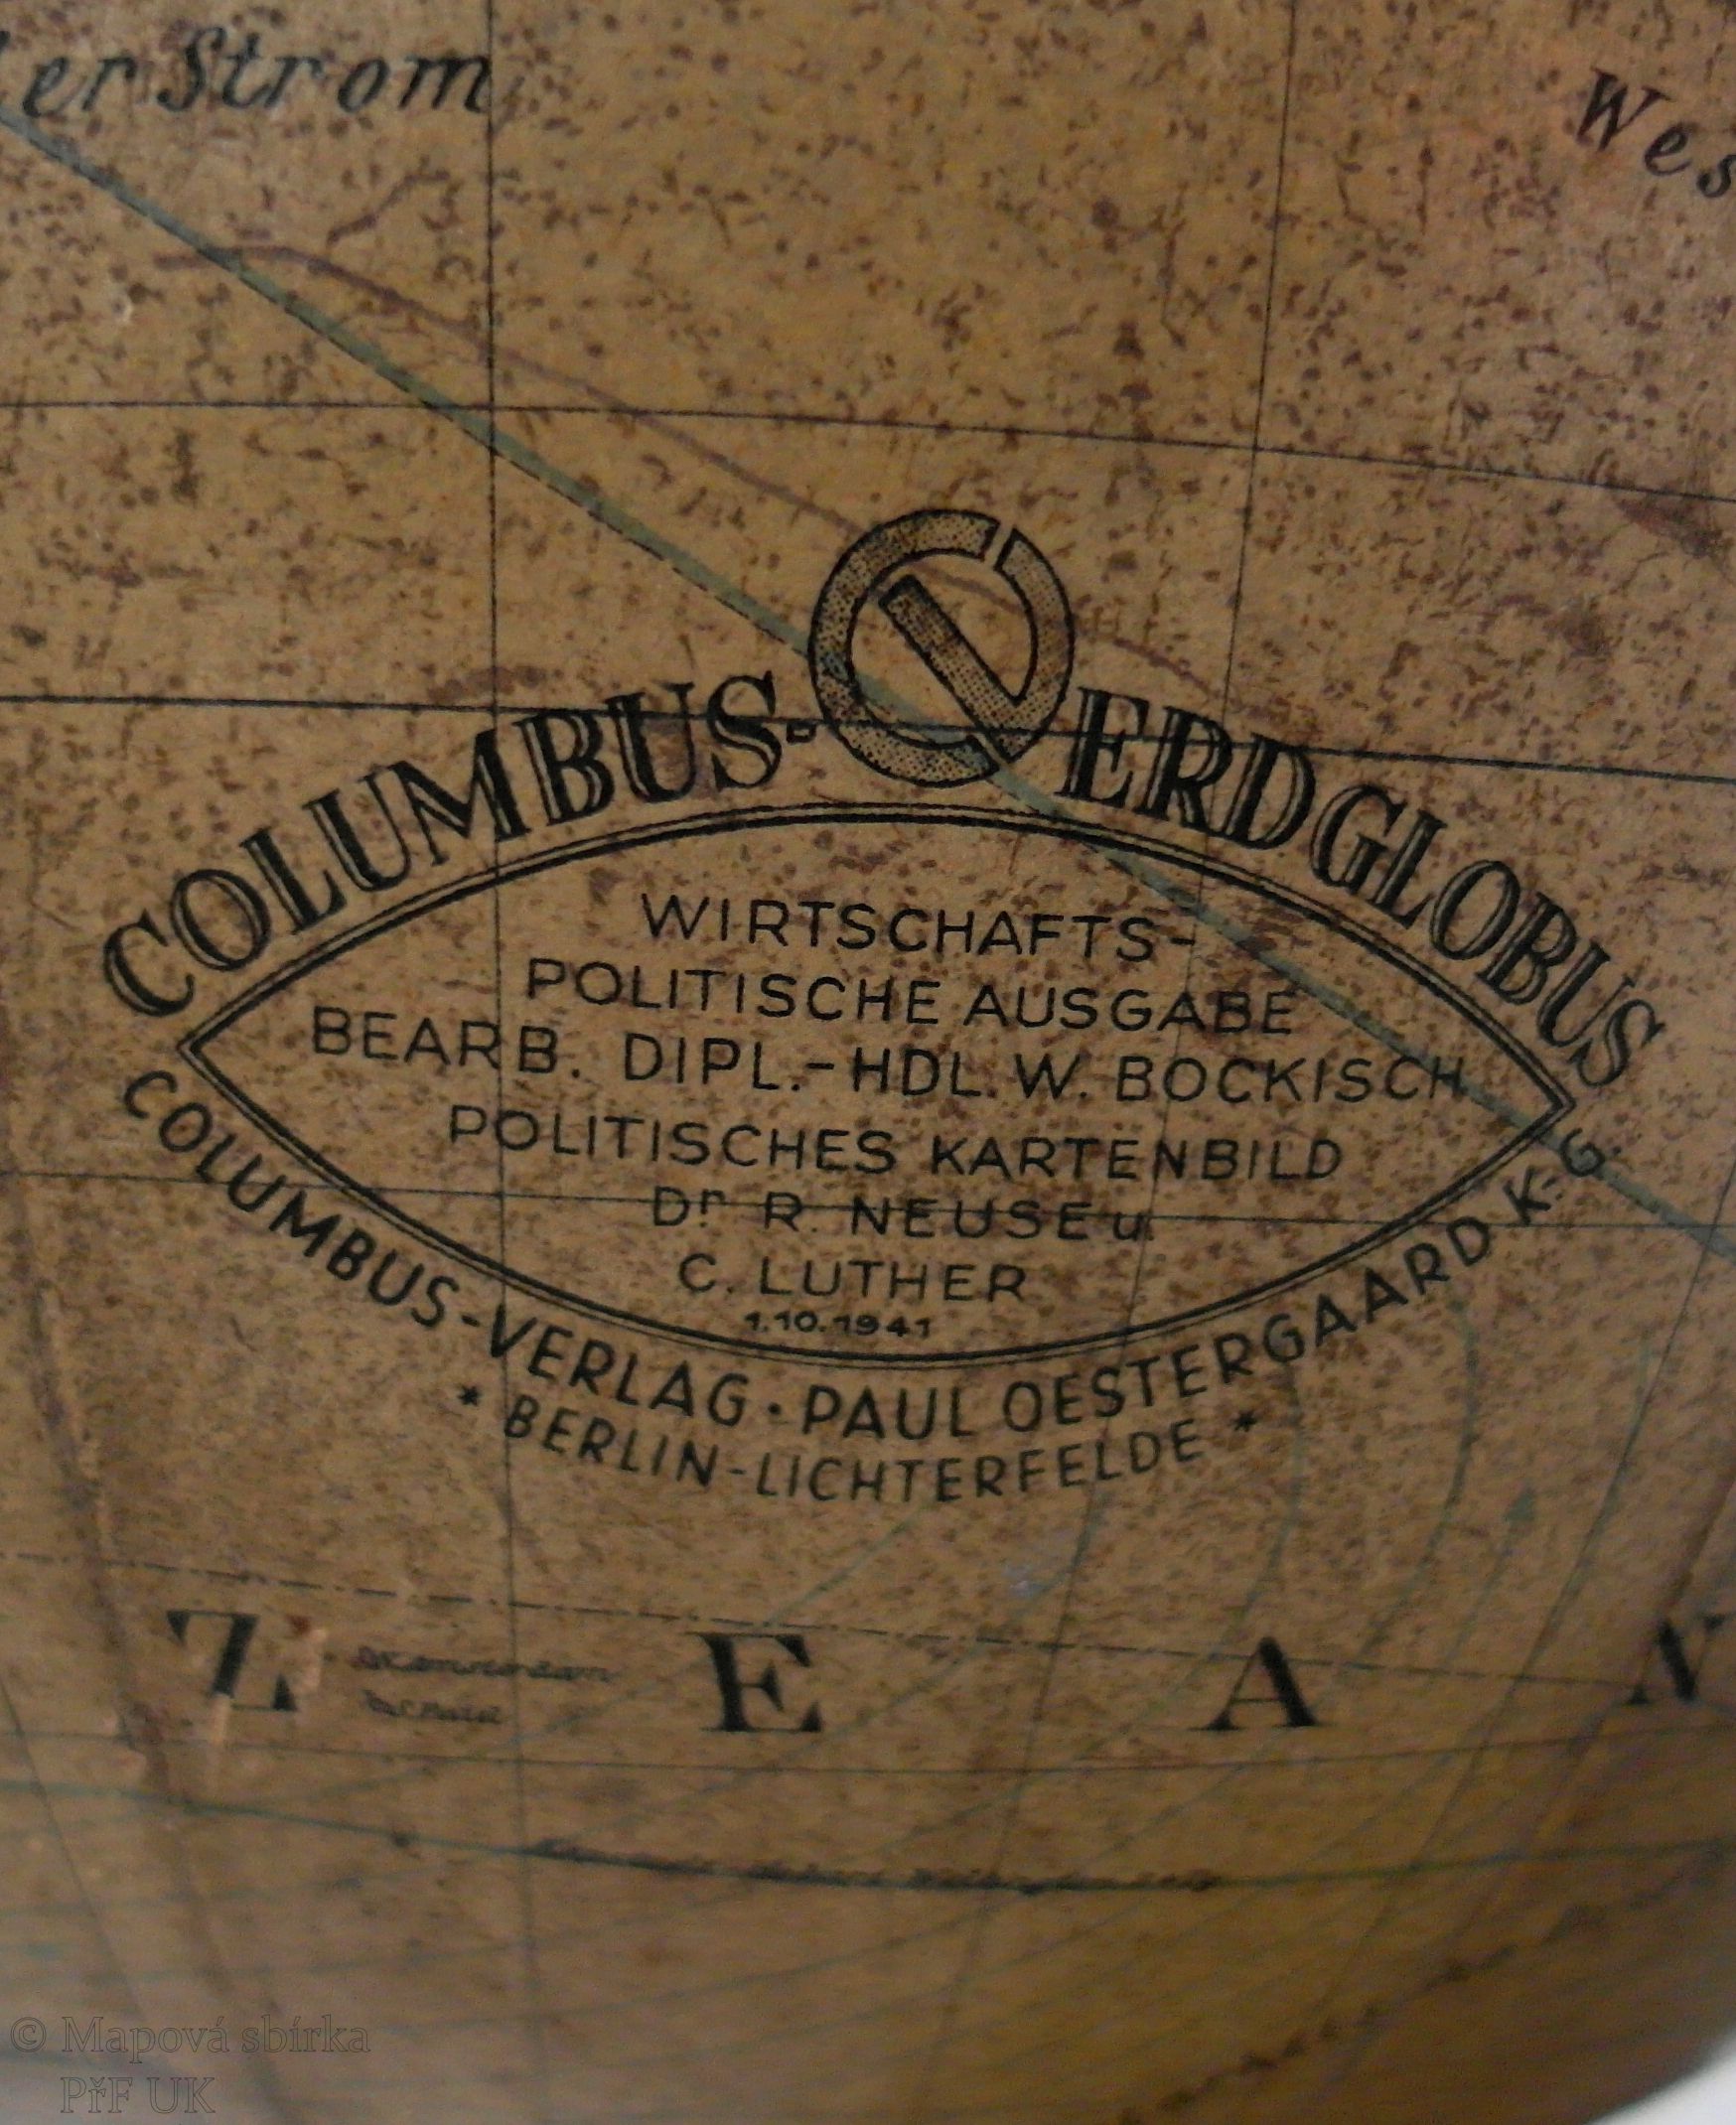 er Strom
Wes
COLUMBUS-ERDGLOBUS
WIRTSCHAFTS-
POLITISCHE AUSGABE
BEARB. DIPL.-HDL. W. BOCKISCH
POLITISCHES KARTENBILD
Dr R. NEUSE u.
C. LUTHER
1.10.1941
COLUMBUS-VERLAG · PAUL OESTERGAARD K.-G.
* BERLIN-LICHTERFELDE *
Z E A N
© Mapová sbírka
PřF UK